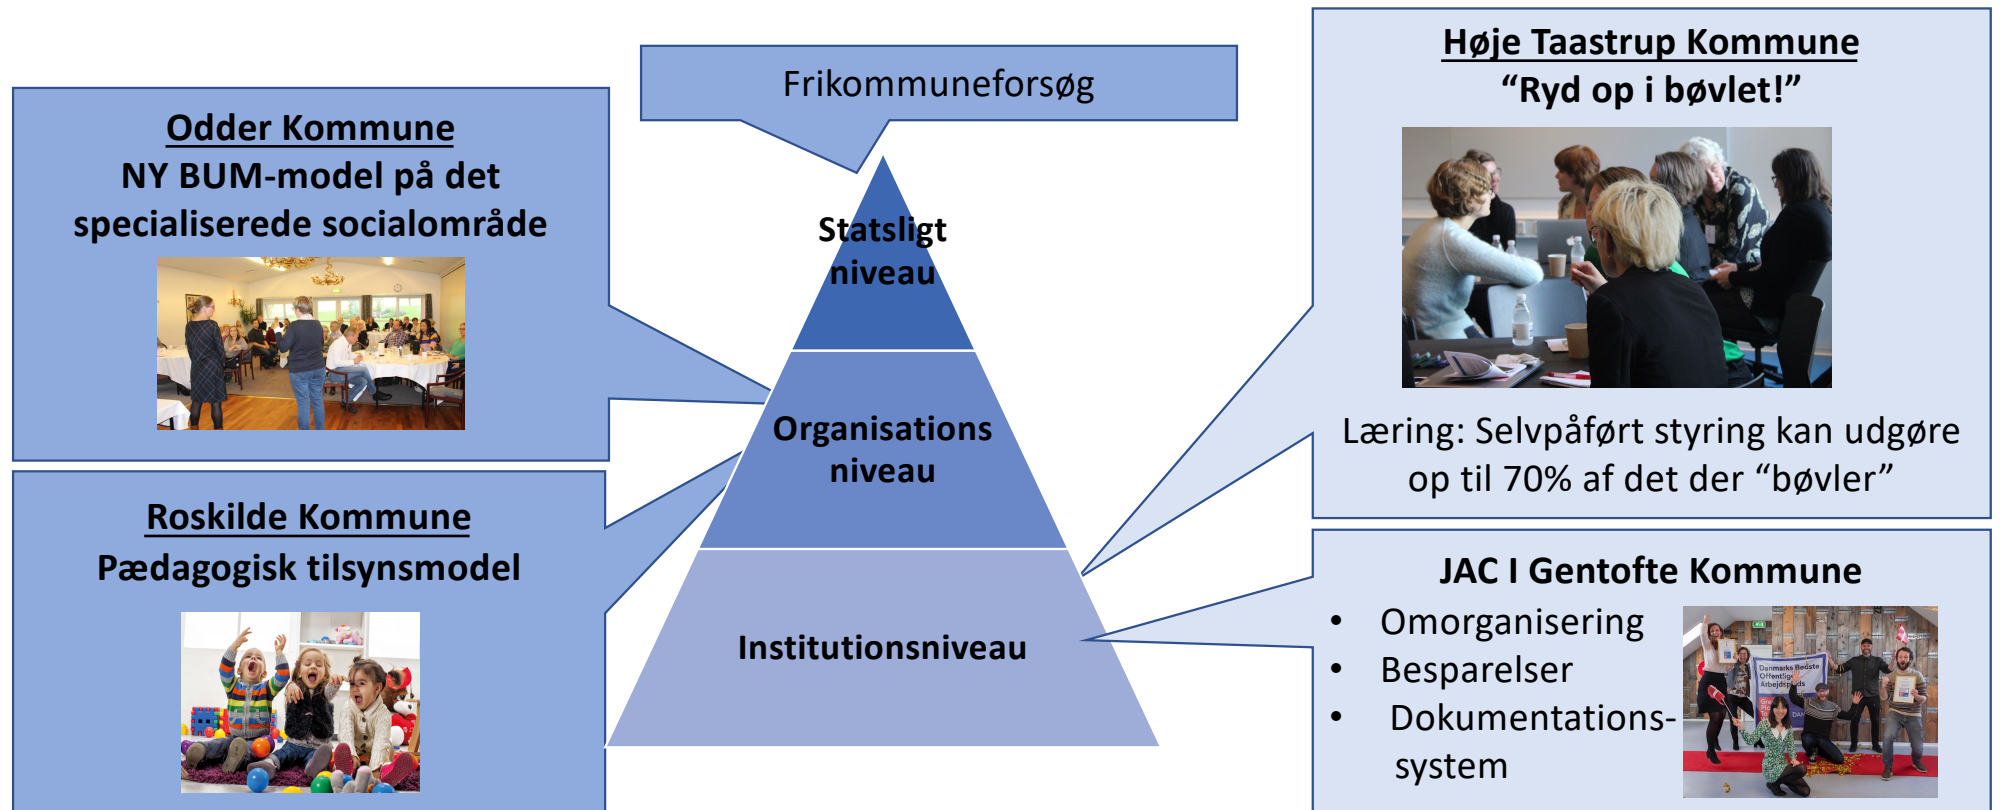 Frikommuneforsøg
Odder Kommune
NY BUM-model på det
specialiserede socialområde
Roskilde Kommune
Pædagogisk tilsynsmodel
Statsligt
niveau
Organisations
niveau
Institutionsniveau
Høje Taastrup Kommune
“Ryd op i bøvlet!”
Læring: Selvpåført styring kan udgøre
op til 70% af det der “bøvler”
JAC I Gentofte Kommune
• Omorganisering
• Besparelser
• Dokumentations-
system
Danmarks Bedste
Offentlige
Arbejdsplads